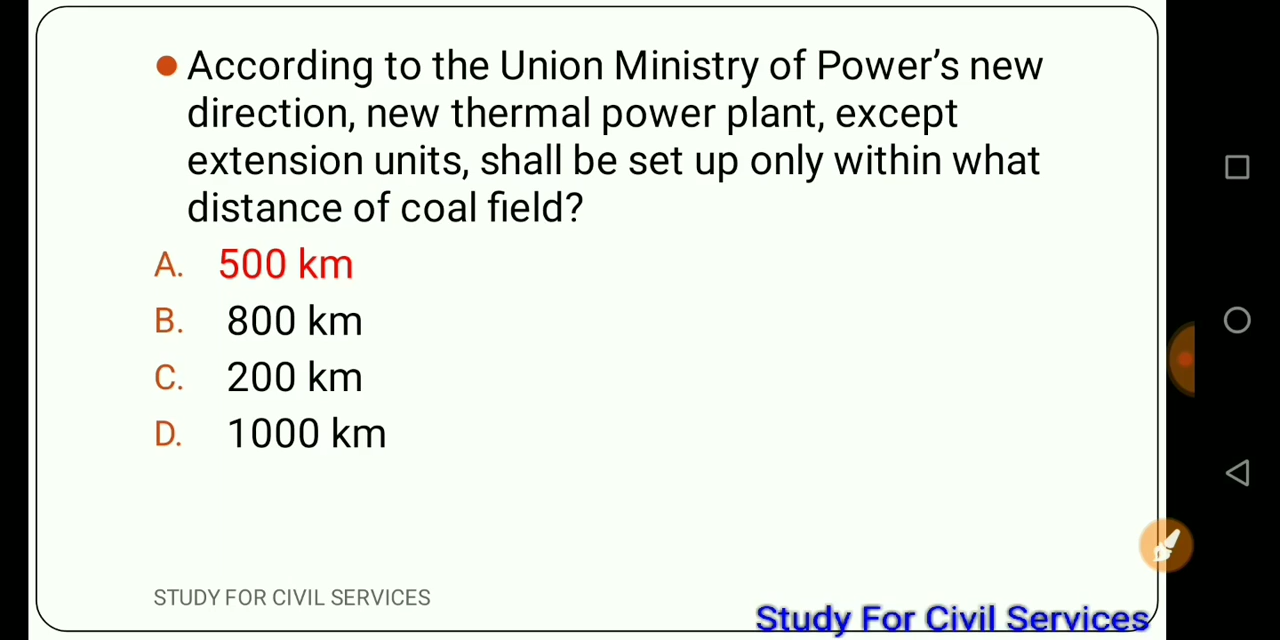 According to the Union Ministry of Power’s new
direction, new thermal power plant, except
extension units, shall be set up only within what
distance of coal field?
A. 500 km
B. 800 km
C. 200 km
D. 1000 km
STUDY FOR CIVIL SERVICES
Study For Civil Services